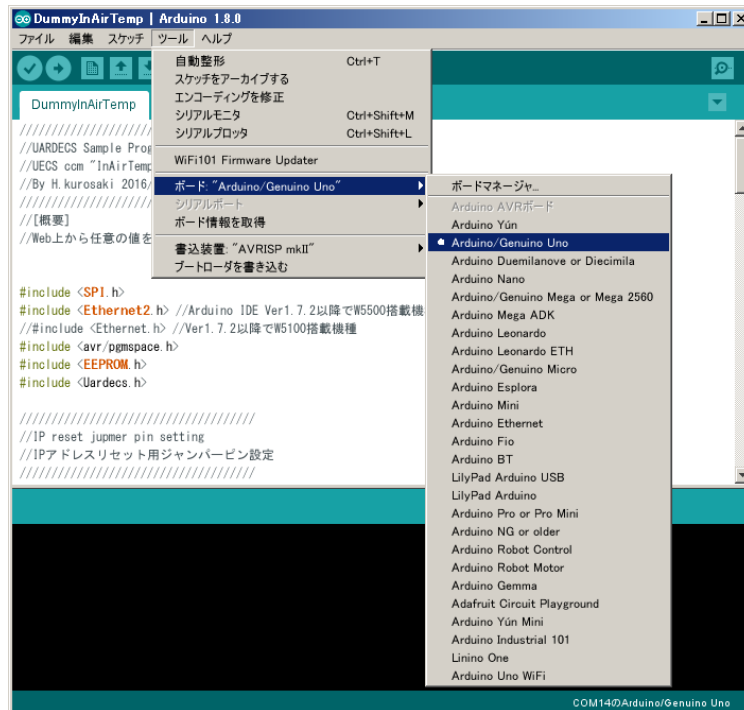 DummyInAirTemp | Arduino 1.8.0
ファイル 編集 スケッチ ツール ヘルプ
DummyInAirTemp
自動整形 Ctrl+T
スケッチをアーカイブする
エンコーディングを修正
シリアルモニタ Ctrl+Shift+M
シリアルプロッタ Ctrl+Shift+L
WiFi101 Firmware Updater
ボード: "Arduino/Genuino Uno"
シリアルポート
ボード情報を取得
書込装置: "AVRISP mkII"
ブートローダを書き込む
ボードマネージャ...
Arduino AVRボード
Arduino Yún
Arduino/Genuino Uno
Arduino Duemilanove or Diecimila
Arduino Nano
Arduino/Genuino Mega or Mega 2560
Arduino Mega ADK
Arduino Leonardo
Arduino Leonardo ETH
Arduino/Genuino Micro
Arduino Esplora
Arduino Mini
Arduino Ethernet
Arduino Fio
Arduino BT
LilyPad Arduino USB
LilyPad Arduino
Arduino Pro or Pro Mini
Arduino NG or older
Arduino Robot Control
Arduino Robot Motor
Arduino Gemma
Adafruit Circuit Playground
Arduino Yún Mini
Arduino Industrial 101
Linino One
Arduino Uno WiFi
////////////////////
//UARDECS Sample Prog
//UECS ccm "InAirTemp
//By H.kurosaki 2016/
////////////////////
//[概要]
//Web上から任意の値を
#include <SPI.h>
#include <Ethernet2.h> //Arduino IDE Ver1.7.2以降でW5500搭載機
//#include <Ethernet.h> //Ver1.7.2以降でW5100搭載機種
#include <avr/pgmspace.h>
#include <EEPROM.h>
#include <Uardecs.h>
////////////////////////////////////
//IP reset jupmer pin setting
//IPアドレスリセット用ジャンパーピン設定
////////////////////////////////////
COM14のArduino/Genuino Uno